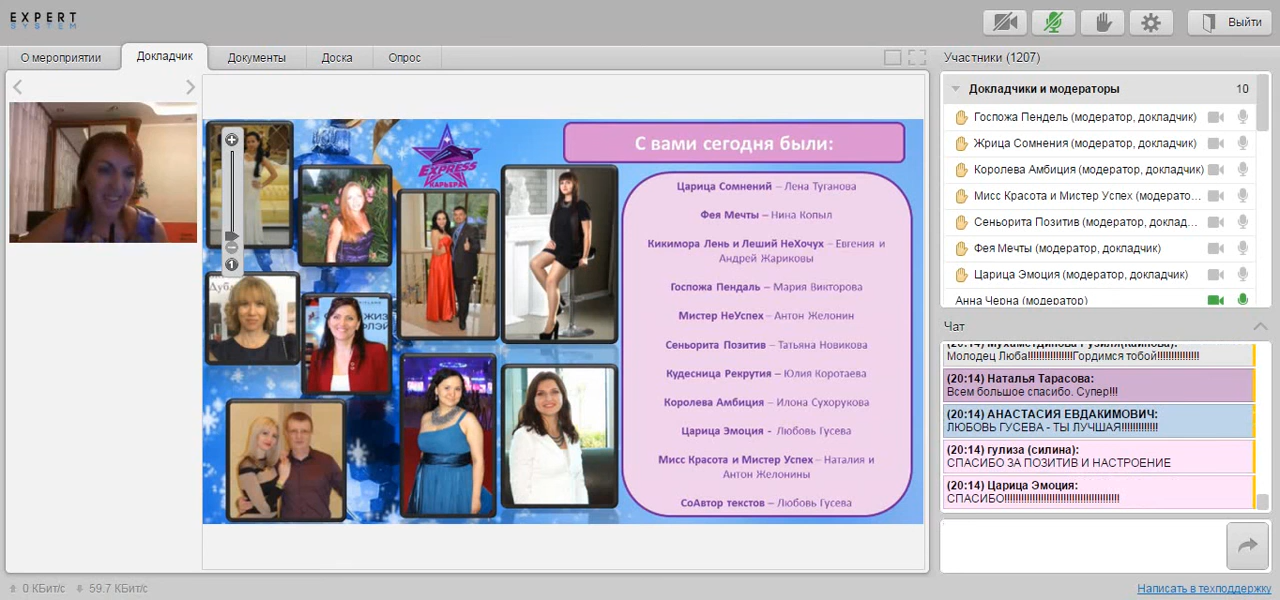 EXPERT
SYSTEM
Выйти
О мероприятии
Докладчик
Документы
Доска
Опрос
Участники (1207)
Докладчики и модераторы
10
Госпожа Пендель (модератор, докладчик)
Жрица Сомнения (модератор, докладчик)
Королева Амбиция (модератор, докладчик)
Мисс Красота и Мистер Успех (модерато...
Сеньорита Позитив (модератор, доклад...
Фея Мечты (модератор, докладчик)
Царица Эмоция (модератор, докладчик)
Анна Черна (модератор)
EXPRESS
КАРЬЕРА
С вами сегодня были:
Царица Сомнений – Лена Туганова
Фея Мечты – Нина Копыл
Кикимора Лень и Леший НеХочух – Евгения и
Андрей Жариковы
Госпожа Пендаль – Мария Викторова
Мистер НеУспех – Антон Желонин
Сеньорита Позитив – Татьяна Новикова
Кудесница Рекрутия – Юлия Коротаева
Королева Амбиция – Илона Сухорукова
Царица Эмоция - Любовь Гусева
Мисс Красота и Мистер Успех – Наталия и
Антон Желонины
СоАвтор текстов – Любовь Гусева
1
Чат
Молодец Люба!!!!!!!!!!!!!!!!!Гордимся тобой!!!!!!!!!!!!!!!!
(20:14) Наталья Тарасова:
Всем большое спасибо. Супер!!!
(20:14) АНАСТАСИЯ ЕВДАКИМОВИЧ:
ЛЮБОВЬ ГУСЕВА - ТЫ ЛУЧШАЯ!!!!!!!!!!!!!!
(20:14) гулиза (силина):
СПАСИБО ЗА ПОЗИТИВ И НАСТРОЕНИЕ
(20:14) Царица Эмоция:
СПАСИБО!!!!!!!!!!!!!!!!!!!!!!!!!!!!!!!!!!!!!!!!!!
0 КБит/с
59.7 КБит/с
Написать в техподдержку